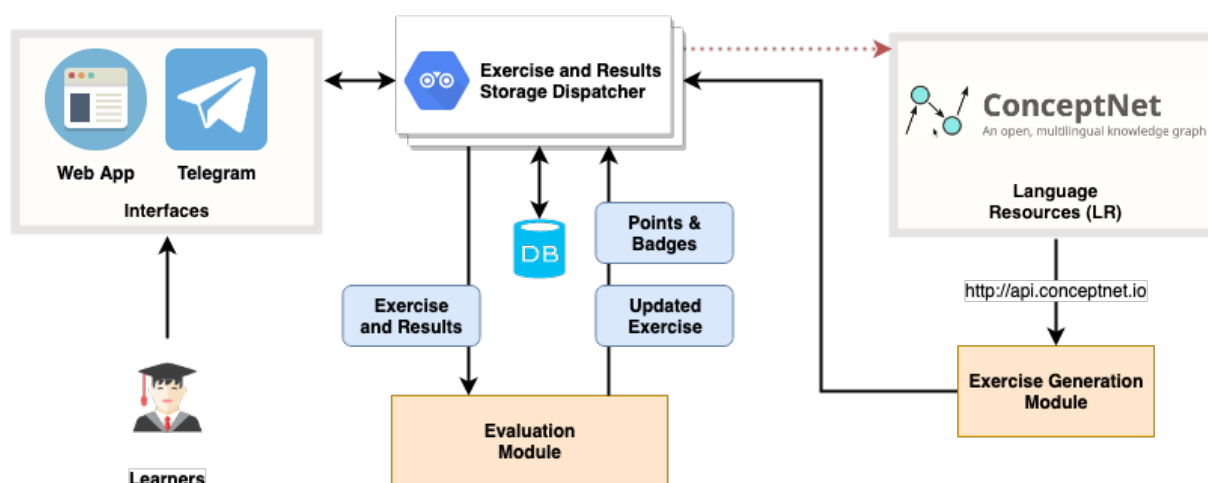 Web App
Telegram
Interfaces
Exercise and Results
Storage Dispatcher
ConceptNet
An open, multilingual knowledge graph
Language
Resources (LR)
DB
Points &
Badges
http://api.conceptnet.io
Exercise
and Results
Updated
Exercise
Exercise Generation
Module
Evaluation
Module
Learners